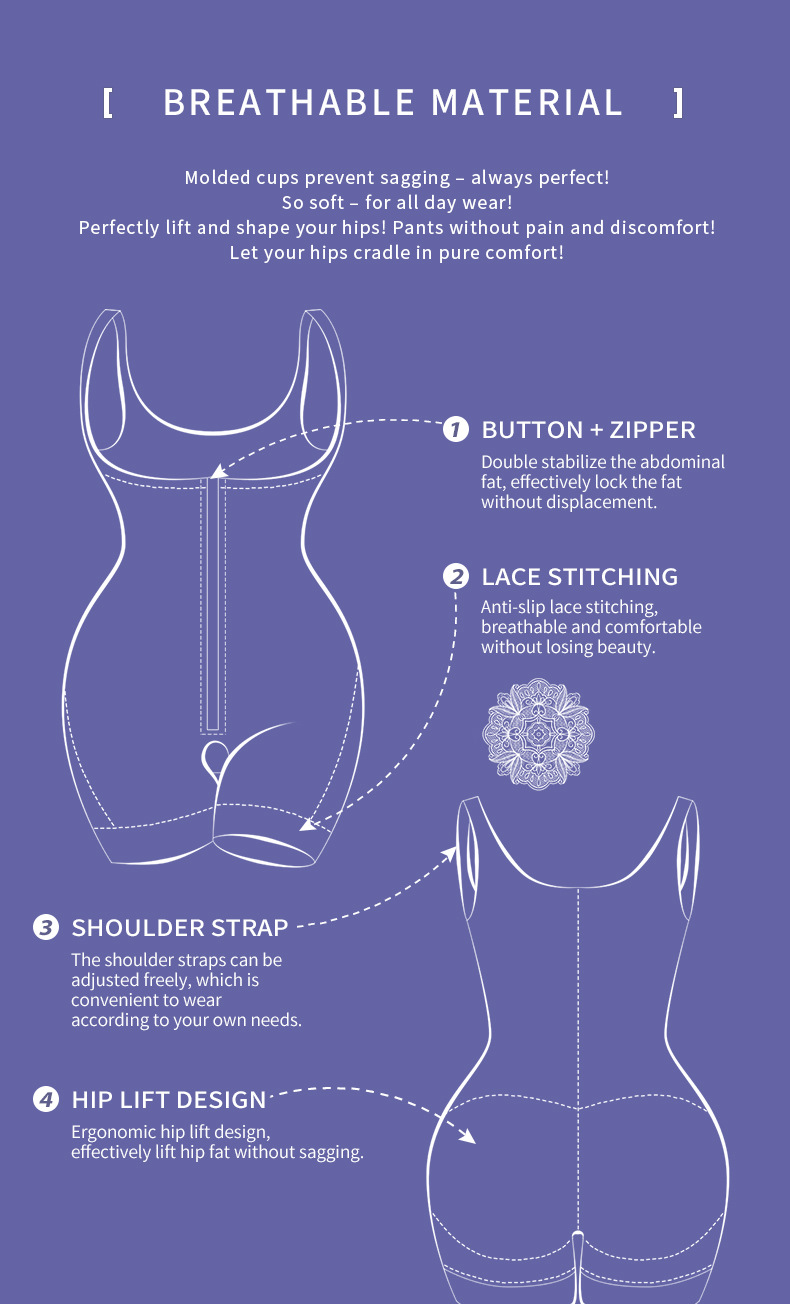 [ BREATHABLE MATERIAL ]
Molded cups prevent sagging – always perfect!
So soft – for all day wear!
Perfectly lift and shape your hips! Pants without pain and discomfort!
Let your hips cradle in pure comfort!
1 BUTTON + ZIPPER
Double stabilize the abdominal
fat, effectively lock the fat
without displacement.
2 LACE STITCHING
Anti-slip lace stitching,
breathable and comfortable
without losing beauty.
3 SHOULDER STRAP
The shoulder straps can be
adjusted freely, which is
convenient to wear
according to your own needs.
4 HIP LIFT DESIGN
Ergonomic hip lift design,
effectively lift hip fat without sagging.